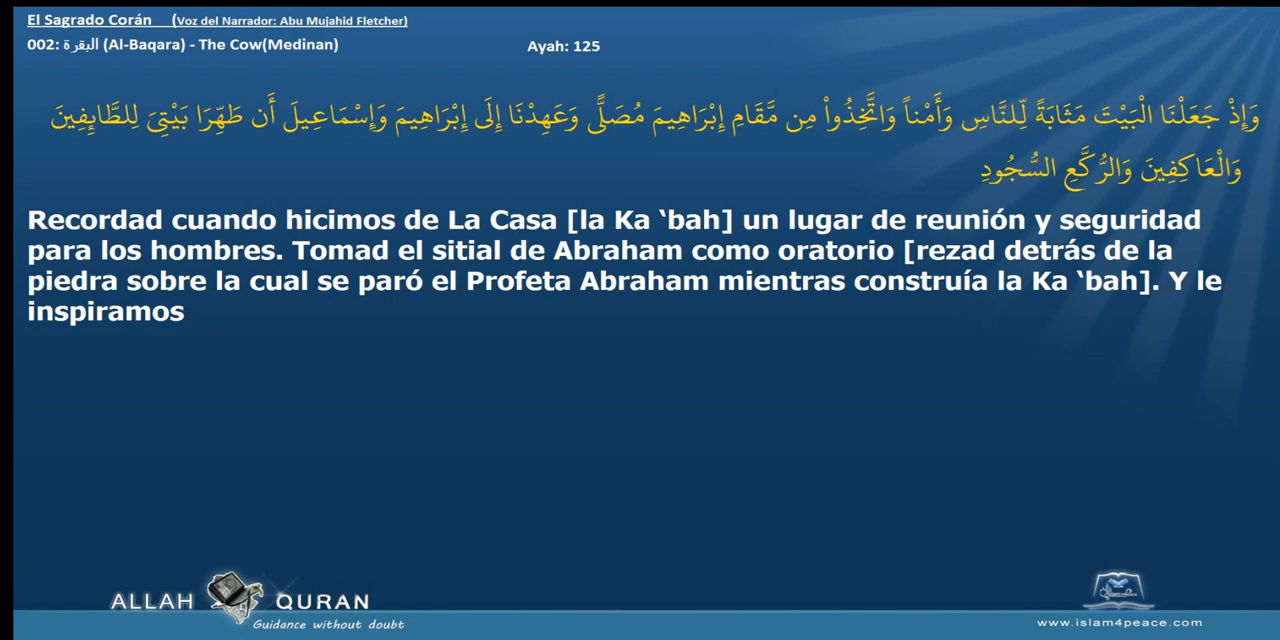 El Sagrado Corán (Voz del Narrador: Abu Mujahid Fletcher)
002: البقرة (Al-Baqara) - The Cow(Medinan) Ayah: 125
وَإِذْ جَعَلْنَا الْبَيْتَ مَثَابَةً لِّلنَّاسِ وَأَمْناً وَاتَّخِذُواْ مِن مَّقَامِ إِبْرَاهِيمَ مُصَلًّى وَعَهِدْنَا إِلَى إِبْرَاهِيمَ وَإِسْمَاعِيلَ أَن طَهِّرَا بَيْتِيَ لِلطَّائِفِينَ
وَالْعَاكِفِينَ وَالرُّكَّعِ السُّجُودِ
Recordad cuando hicimos de La Casa [la Ka ‘bah] un lugar de reunión y seguridad
para los hombres. Tomad el sitial de Abraham como oratorio [rezad detrás de la
piedra sobre la cual se paró el Profeta Abraham mientras construía la Ka ‘bah]. Y le
inspiramos
ALLAH QURAN
Guidance without doubt
www.islam4peace.com